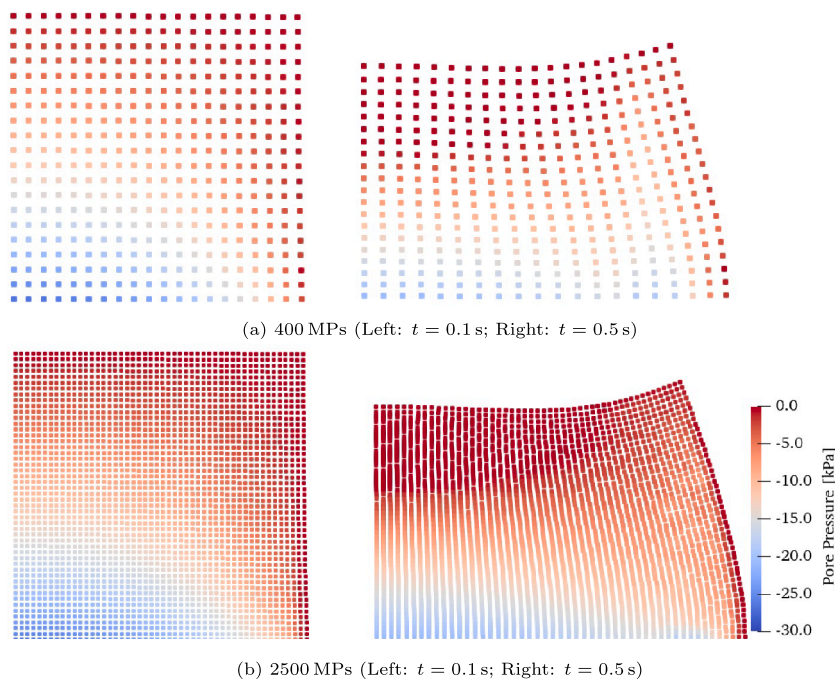 (a) 400 MPs (Left: t = 0.1 s; Right: t = 0.5 s)
0.0
-5.0
-10.0
-15.0
-20.0
-25.0
-30.0
Pore Pressure [kPa]
(b) 2500 MPs (Left: t = 0.1 s; Right: t = 0.5 s)